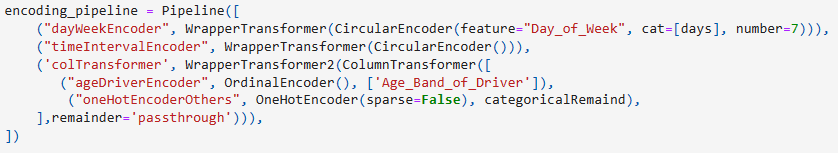 encoding_pipeline = Pipeline([
    ("dayWeekEncoder", WrapperTransformer(CircularEncoder(feature="Day_of_Week", cat=[days], number=7))),
    ("timeIntervalEncoder", WrapperTransformer(CircularEncoder())),
    ('colTransformer', WrapperTransformer2(ColumnTransformer([
       ("ageDriverEncoder", OrdinalEncoder(), ['Age_Band_of_Driver']),
        ("oneHotEncoderOthers", OneHotEncoder(sparse=False), categoricalRemaind),
    ],remainder='passthrough'))),
])